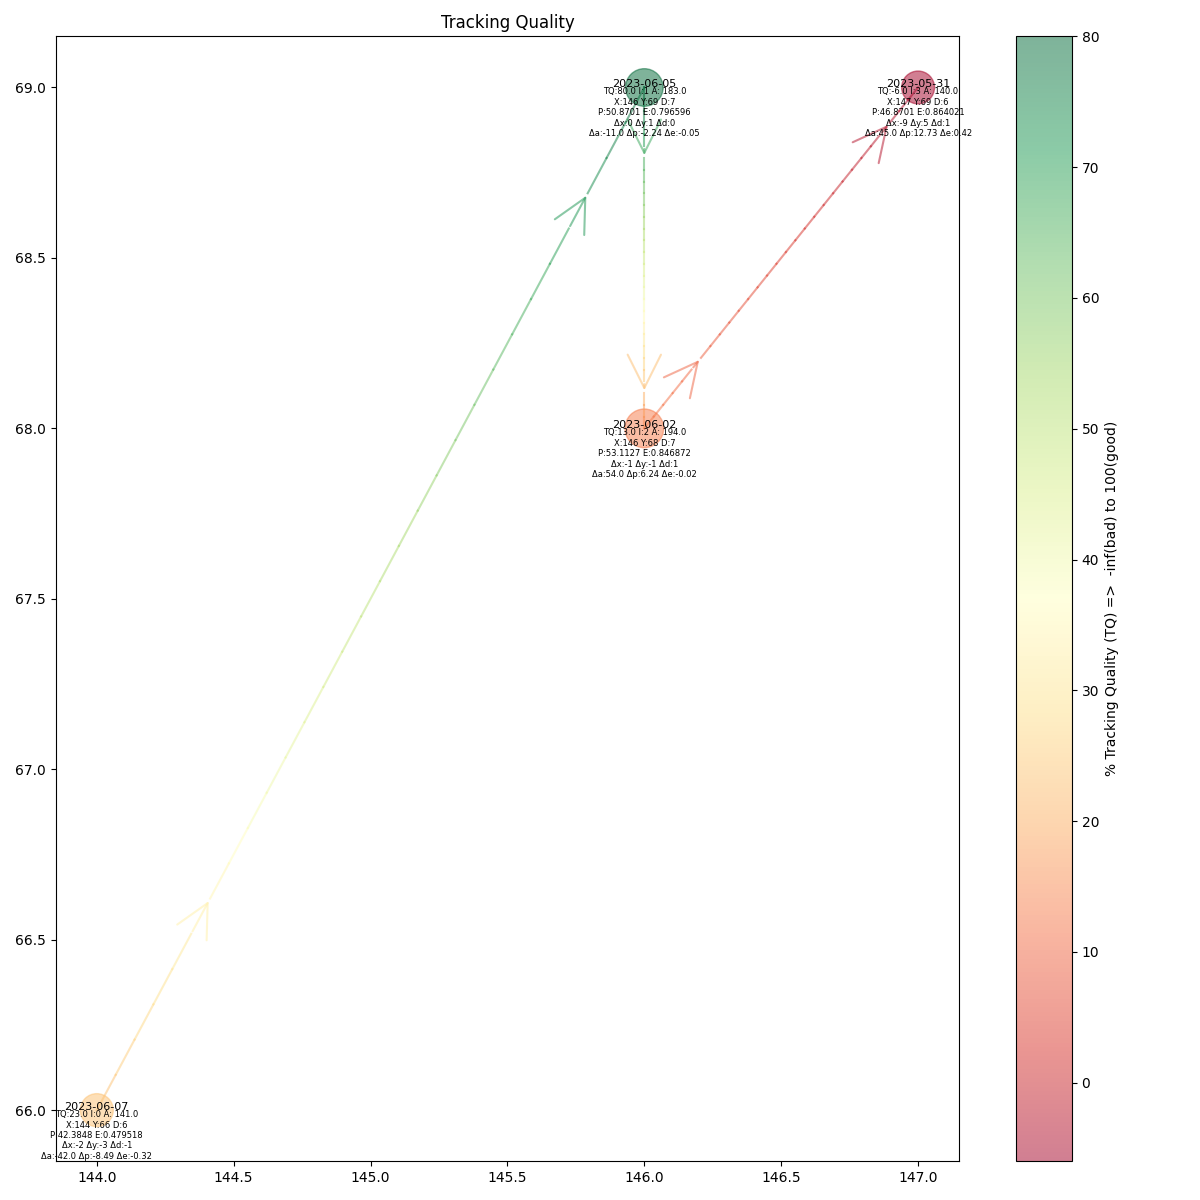 Tracking Quality
69.0
68.5
68.0
67.5
67.0
66.5
66.0
144.0
144.5
145.0
145.5
146.0
146.5
147.0
2023-06-05
TQ:80.0 I:1 A: 183.0
X:146 Y:69 D:7
P:50.8701 E:0.796596
Δx:0 Δy:1 Δd:0
Δa:-11.0 Δp:-2.24 Δe:-0.05
2023-05-31
TQ:-6.0 I:3 A: 140.0
X:147 Y:69 D:6
P:46.8701 E:0.864021
Δx:-9 Δy:5 Δd:1
Δa:45.0 Δp:12.73 Δe:0.42
2023-06-02
TQ:13.0 I:2 A: 194.0
X:146 Y:68 D:7
P:53.1127 E:0.846872
Δx:-1 Δy:-1 Δd:1
Δa:54.0 Δp:6.24 Δe:-0.02
2023-06-07
TQ:23.0 I:0 A: 141.0
X:144 Y:66 D:6
P:42.3848 E:0.479518
Δx:-2 Δy:-3 Δd:-1
Δa:-42.0 Δp:-8.49 Δe:-0.32
80
70
60
50
40
30
20
10
0
% Tracking Quality (TQ) => -inf(bad) to 100(good)